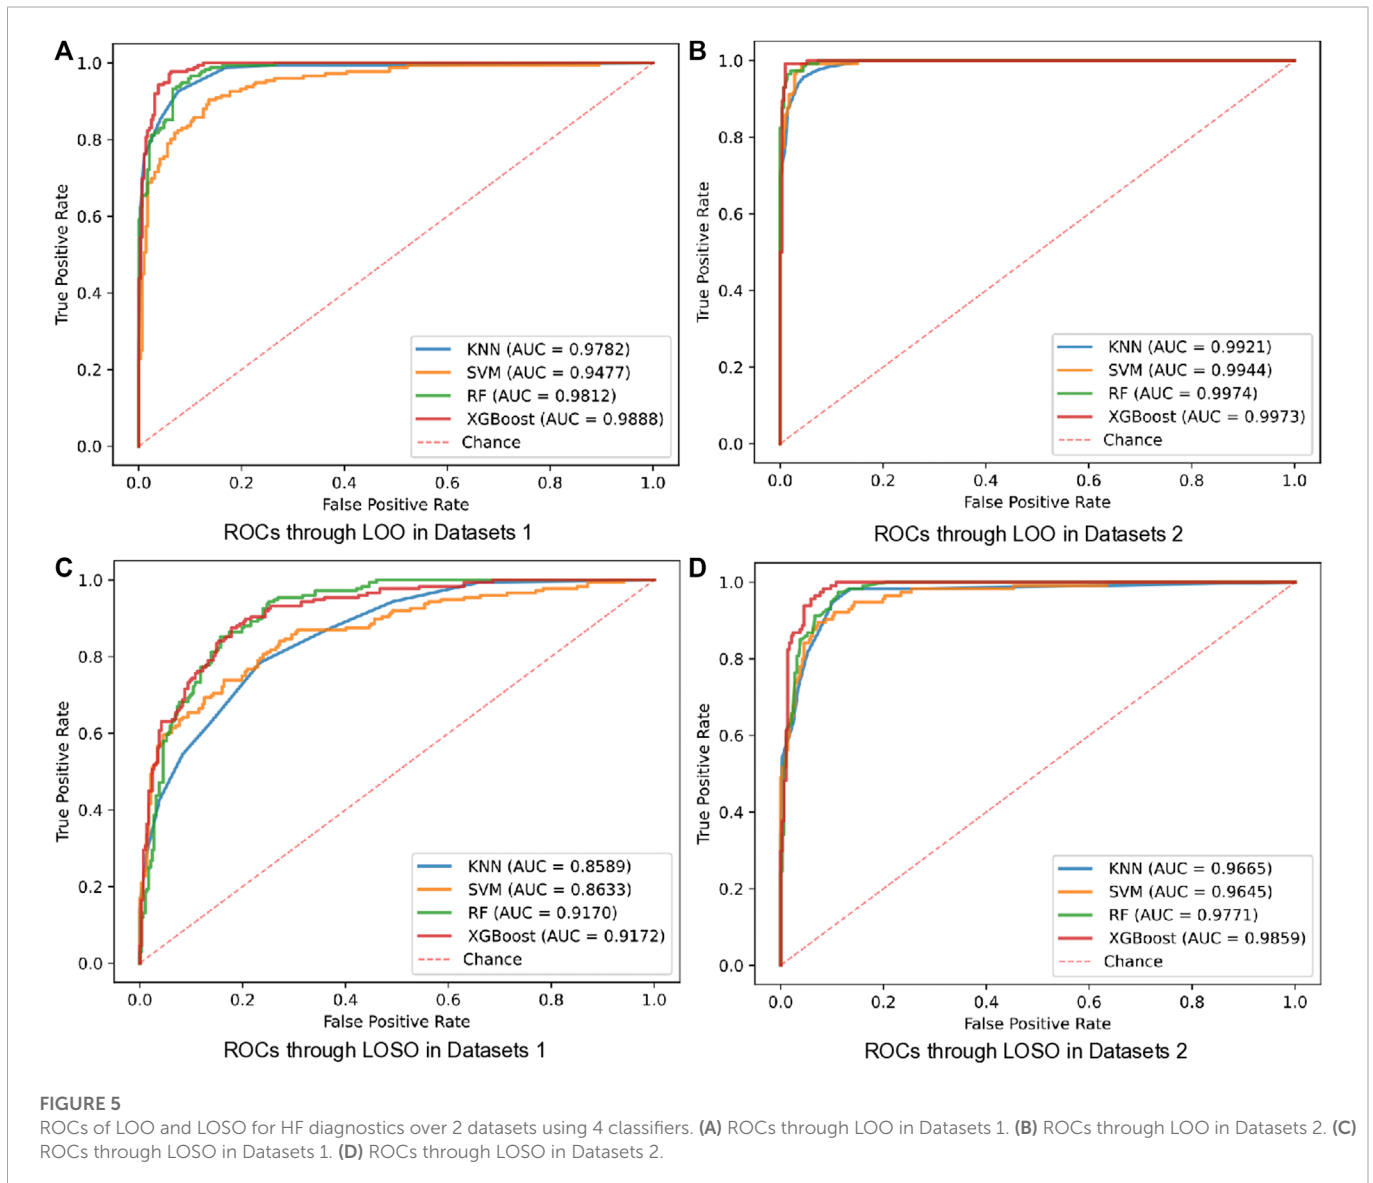 A
1.0
0.8
0.6
0.4
0.2
0.0
True Positive Rate
KNN (AUC = 0.9782)
SVM (AUC = 0.9477)
RF (AUC = 0.9812)
XGBoost (AUC = 0.9888)
Chance
0.0 0.2 0.4 0.6 0.8 1.0
False Positive Rate
ROCs through LOO in Datasets 1
B
1.0
0.8
0.6
0.4
0.2
0.0
True Positive Rate
KNN (AUC = 0.9921)
SVM (AUC = 0.9944)
RF (AUC = 0.9974)
XGBoost (AUC = 0.9973)
Chance
0.0 0.2 0.4 0.6 0.8 1.0
False Positive Rate
ROCs through LOO in Datasets 2
C
1.0
0.8
0.6
0.4
0.2
0.0
True Positive Rate
KNN (AUC = 0.8589)
SVM (AUC = 0.8633)
RF (AUC = 0.9170)
XGBoost (AUC = 0.9172)
Chance
0.0 0.2 0.4 0.6 0.8 1.0
False Positive Rate
ROCs through LOSO in Datasets 1
D
1.0
0.8
0.6
0.4
0.2
0.0
True Positive Rate
KNN (AUC = 0.9665)
SVM (AUC = 0.9645)
RF (AUC = 0.9771)
XGBoost (AUC = 0.9859)
Chance
0.0 0.2 0.4 0.6 0.8 1.0
False Positive Rate
ROCs through LOSO in Datasets 2
FIGURE 5
ROCs of LOO and LOSO for HF diagnostics over 2 datasets using 4 classifiers. (A) ROCs through LOO in Datasets 1. (B) ROCs through LOO in Datasets 2. (C)
ROCs through LOSO in Datasets 1. (D) ROCs through LOSO in Datasets 2.